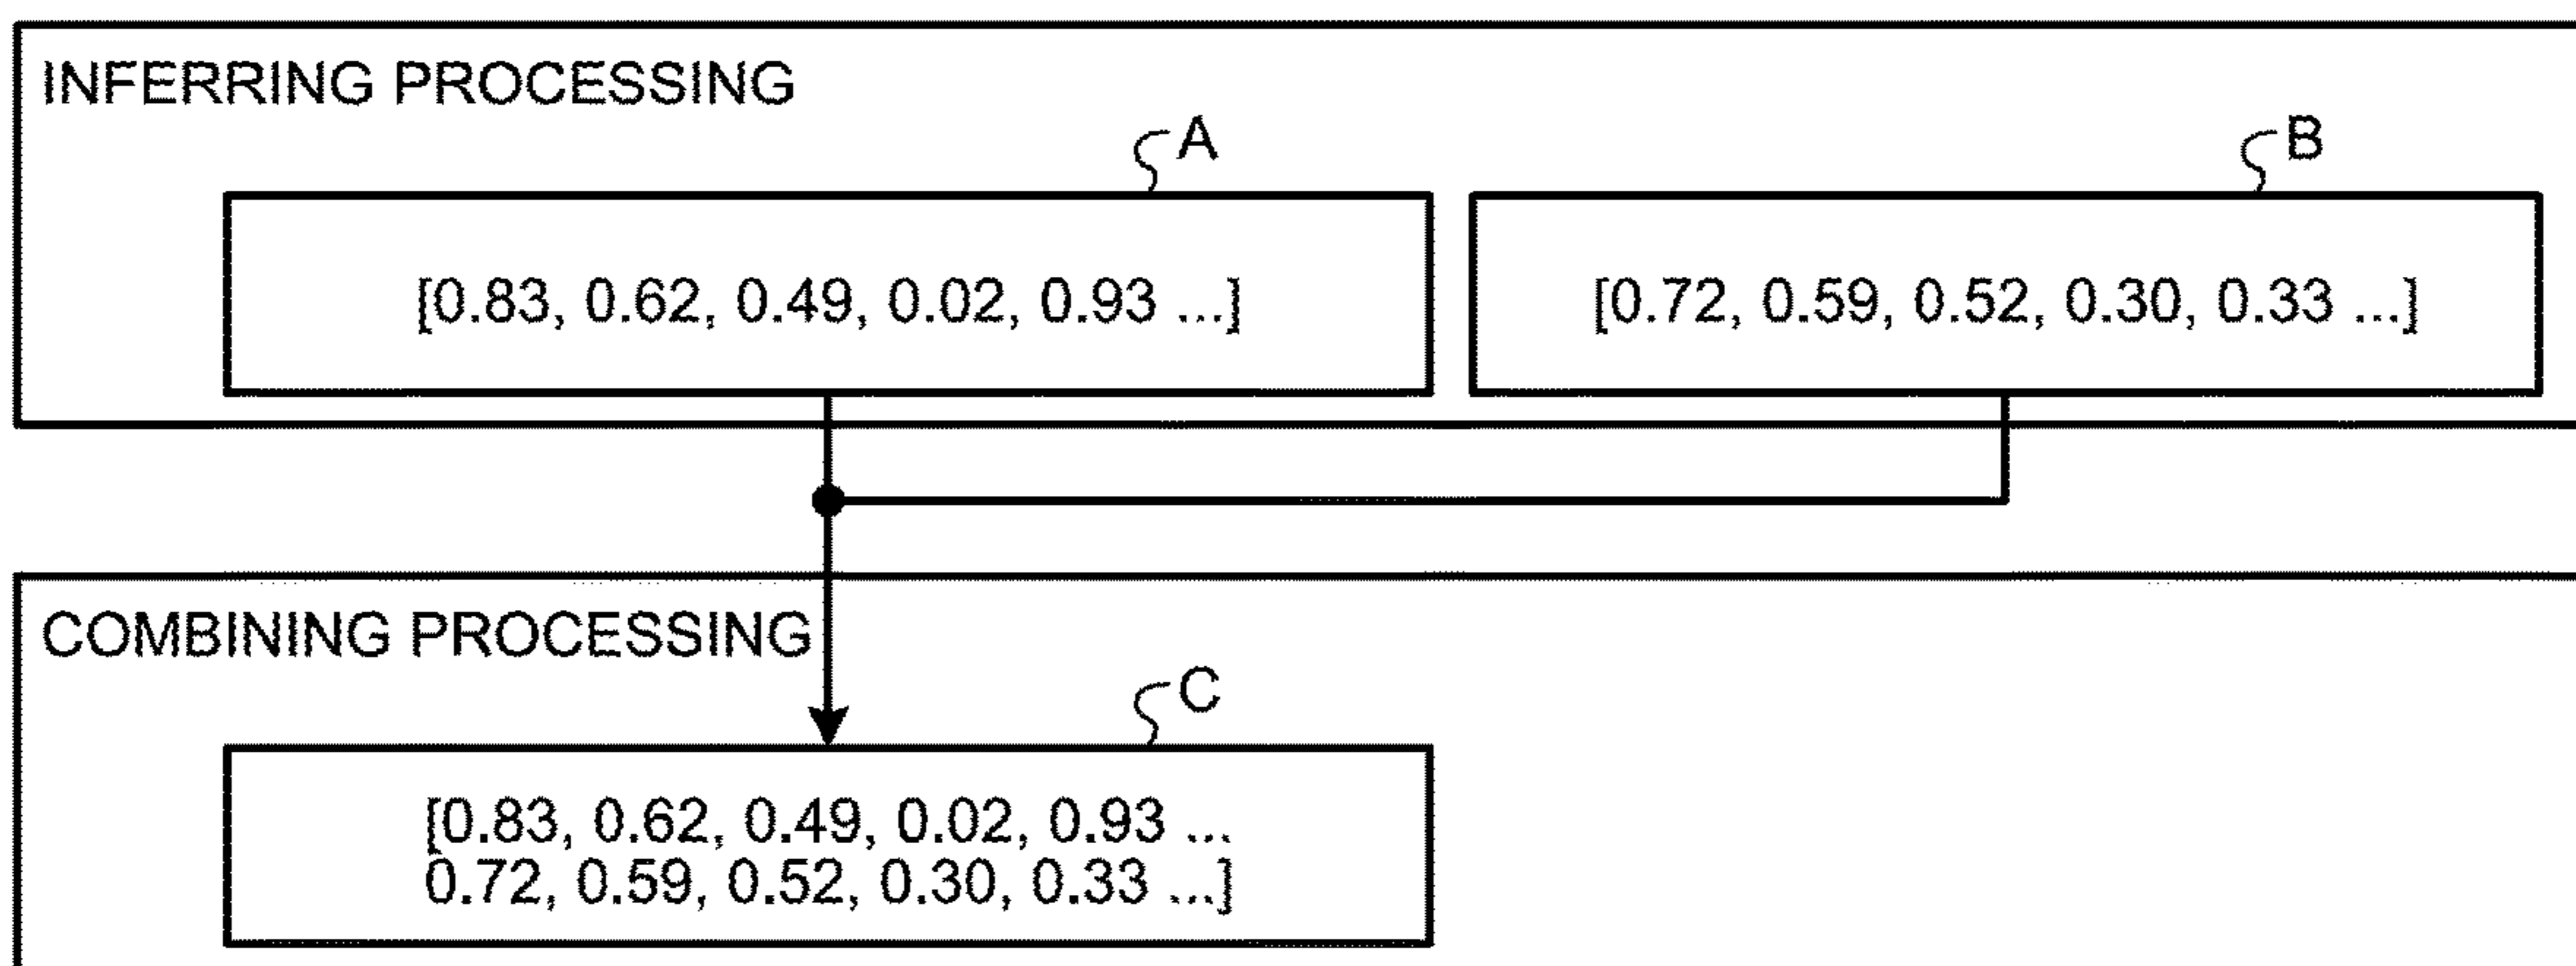 INFERRING PROCESSING
A
B
[0.83, 0.62, 0.49, 0.02, 0.93 ...]
[0.72, 0.59, 0.52, 0.30, 0.33 ...]
COMBINING PROCESSING
C
[0.83, 0.62, 0.49, 0.02, 0.93 ...
0.72, 0.59, 0.52, 0.30, 0.33 ...]